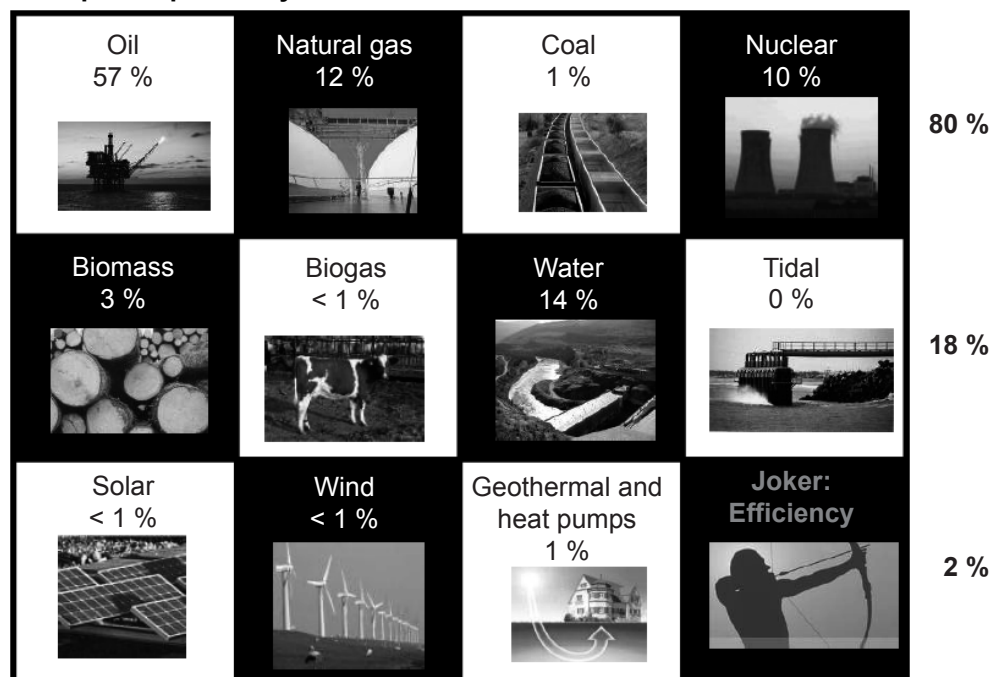 Oil
57 %
Natural gas
12 %
Coal
1 %
Nuclear
10 %
80 %
Biomass
3 %
Biogas
< 1 %
Water
14 %
Tidal
0 %
18 %
Solar
< 1 %
Wind
< 1 %
Geothermal and
heat pumps
1 %
Joker:
Efficiency
2 %